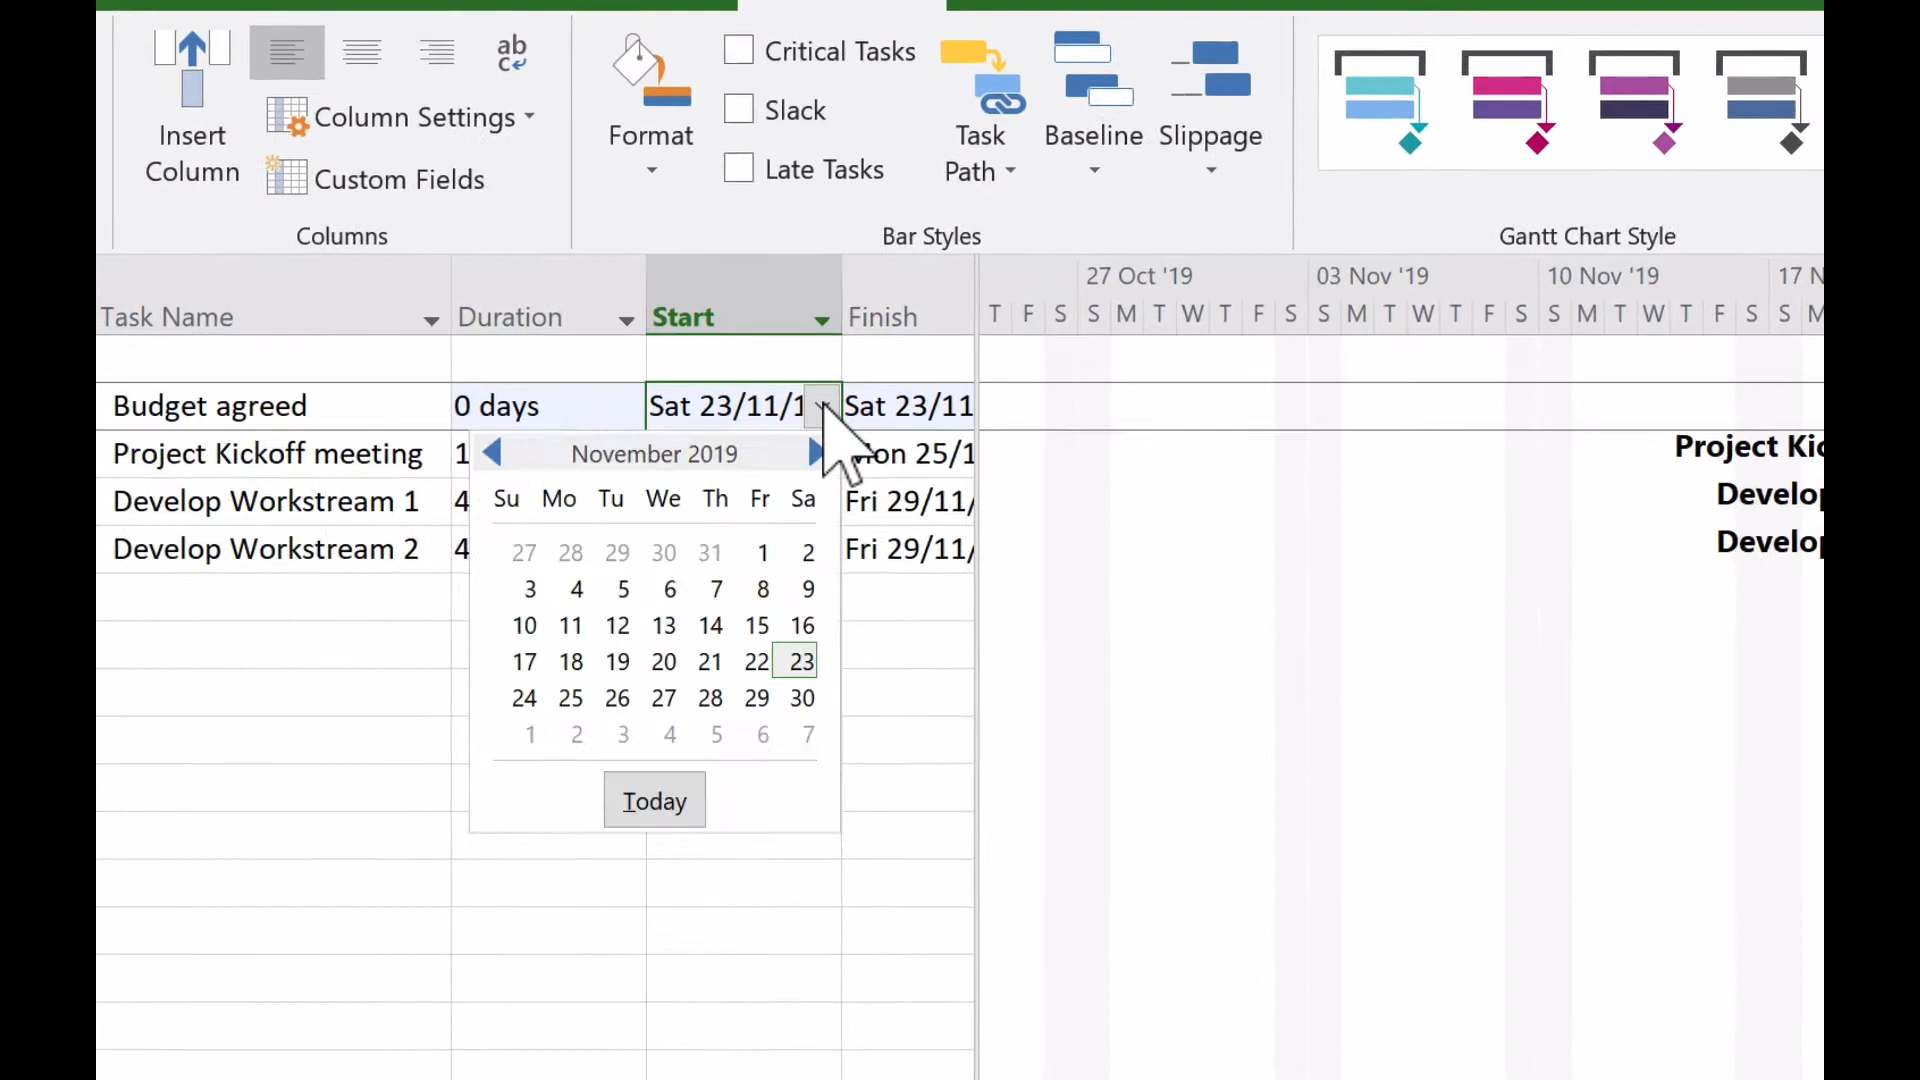 Insert Column
ab
c
Column Settings
Custom Fields
Columns
Format
Critical Tasks
Slack
Late Tasks
Task Path
Baseline
Slippage
Bar Styles
Gantt Chart Style
Task Name Duration Start Finish
27 Oct '19 03 Nov '19 10 Nov '19 17 N
T F S S M T W T F S S M T W T F S S M T W T F S S M
Budget agreed 0 days Sat 23/11/1 Sat 23/11
Project Kickoff meeting 1 Mon 25/1
Develop Workstream 1 4 Fri 29/11/
Develop Workstream 2 4 Fri 29/11/
November 2019
Su Mo Tu We Th Fr Sa
27 28 29 30 31 1 2
3 4 5 6 7 8 9
10 11 12 13 14 15 16
17 18 19 20 21 22 23
24 25 26 27 28 29 30
1 2 3 4 5 6 7
Today
Project Kic
Develop
Develop